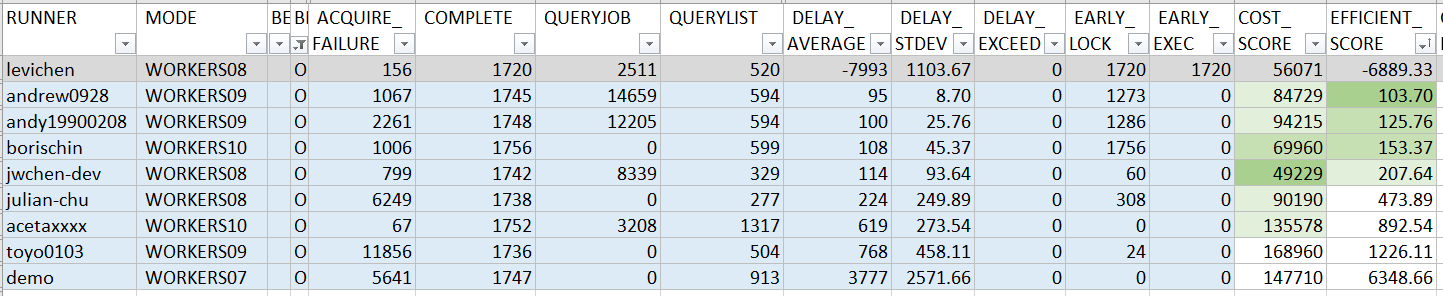 RUNNER MODE BE BI ACQUIRE_ FAILURE COMPLETE QUERYJOB QUERYLIST DELAY_ AVERAGE DELAY_ STDEV DELAY_ EXCEED EARLY_ LOCK EARLY_ EXEC COST_ SCORE EFFICIENT_ SCORE
levichen WORKERS08 O 156 1720 2511 520 -7993 1103.67 0 1720 1720 56071 -6889.33
andrew0928 WORKERS09 O 1067 1745 14659 594 95 8.70 0 1273 0 84729 103.70
andy19900208 WORKERS09 O 2261 1748 12205 594 100 25.76 0 1286 0 94215 125.76
borischin WORKERS10 O 1006 1756 0 599 108 45.37 0 1756 0 69960 153.37
jwchen-dev WORKERS08 O 799 1742 8339 329 114 93.64 0 60 0 49229 207.64
julian-chu WORKERS08 O 6249 1738 0 277 224 249.89 0 308 0 90190 473.89
acetaxxxx WORKERS10 O 67 1752 3208 1317 619 273.54 0 0 0 135578 892.54
toyo0103 WORKERS09 O 11856 1736 0 504 768 458.11 0 24 0 168960 1226.11
demo WORKERS07 O 5641 1747 0 913 3777 2571.66 0 0 0 147710 6348.66